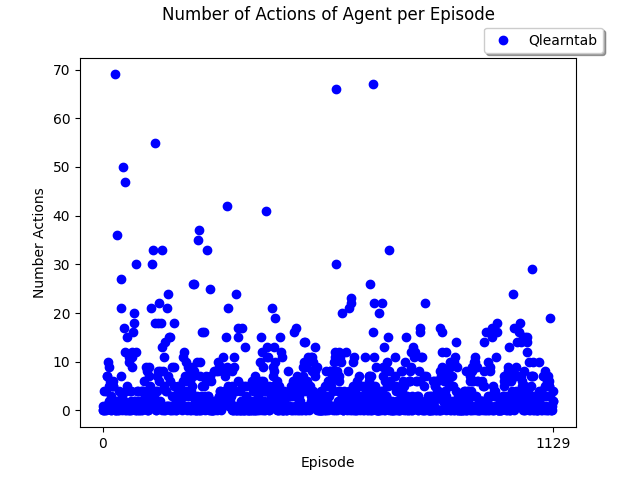 Number of Actions of Agent per Episode
Qlearntab
70
60
50
40
30
20
10
0
Number Actions
0 1129
Episode